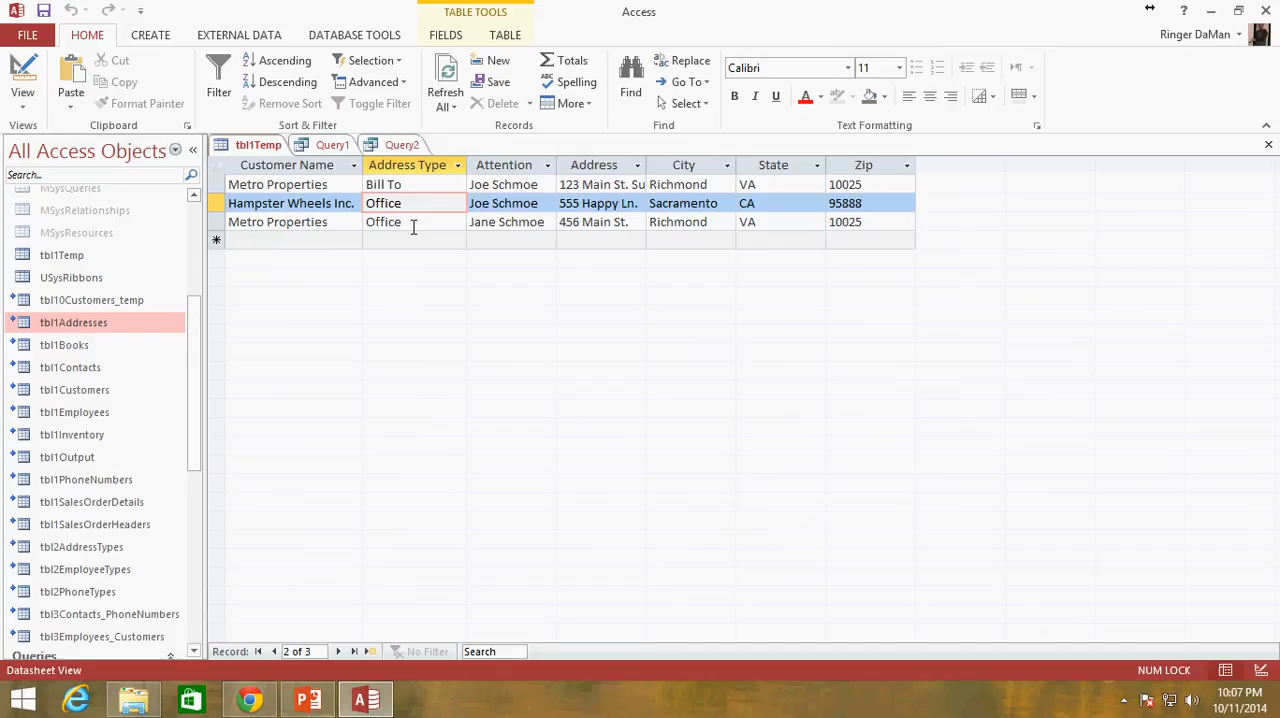 TABLE TOOLS
Access
?
FILE
HOME
CREATE
EXTERNAL DATA
DATABASE TOOLS
FIELDS
TABLE
Ringer DaMan
View
Views
Paste
Cut
Copy
Format Painter
Clipboard
Filter
Ascending
Descending
Remove Sort
Selection
Advanced
Toggle Filter
Sort & Filter
Refresh
All
New
Save
Delete
Totals
Spelling
More
Records
Find
Replace
Go To
Select
Find
Calibri
11
B I U A
Text Formatting
All Access Objects
Search...
MSysQueries
MSysRelationships
MSysResources
tbl1Temp
USysRibbons
tbl10Customers_temp
tbl1Addresses
tbl1Books
tbl1Contacts
tbl1Customers
tbl1Employees
tbl1Inventory
tbl1Output
tbl1PhoneNumbers
tbl1SalesOrderDetails
tbl1SalesOrderHeaders
tbl2AddressTypes
tbl2EmployeeTypes
tbl2PhoneTypes
tbl3Contacts_PhoneNumbers
tbl3Employees_Customers
Queries
tbl1Temp
Query1
Query2
Customer Name Address Type Attention Address City State Zip
Metro Properties Bill To Joe Schmoe 123 Main St. Su Richmond VA 10025
Hampster Wheels Inc. Office Joe Schmoe 555 Happy Ln. Sacramento CA 95888
Metro Properties Office Jane Schmoe 456 Main St. Richmond VA 10025
Record: 2 of 3 No Filter Search
Datasheet View
NUM LOCK
10:07 PM
10/11/2014